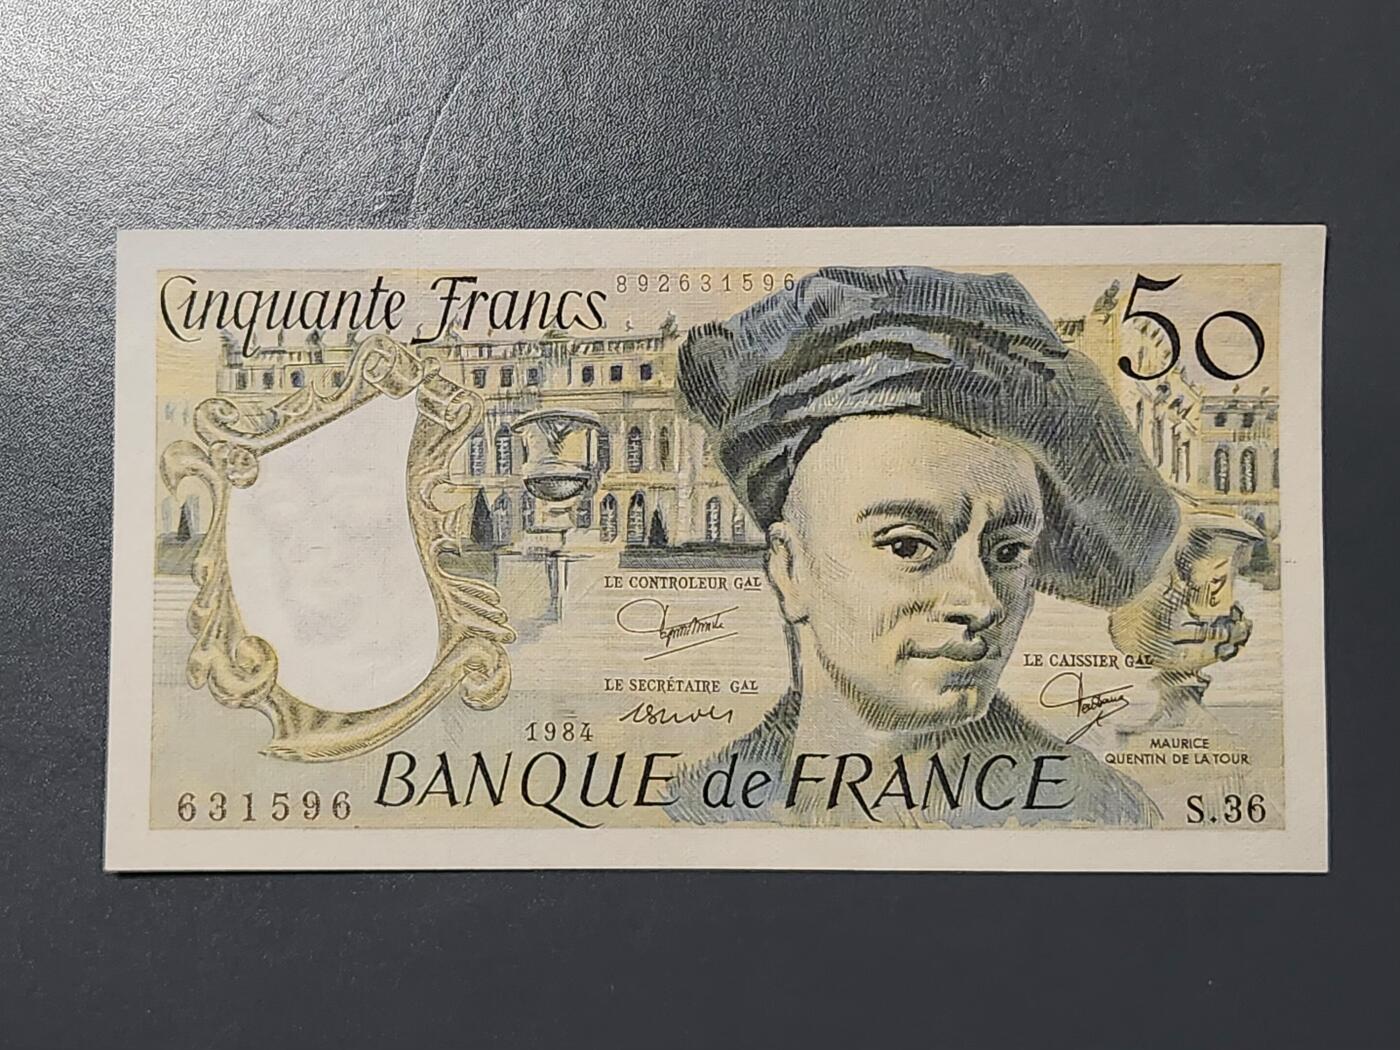 Cinquante Francs
892631596
50
LE CONTROLEUR GAL
LE SECRÉTAIRE GAL
LE CAISSIER GAL
1984
MAURICE
QUENTIN DE LA TOUR
BANQUE de FRANCE
631596
S.36